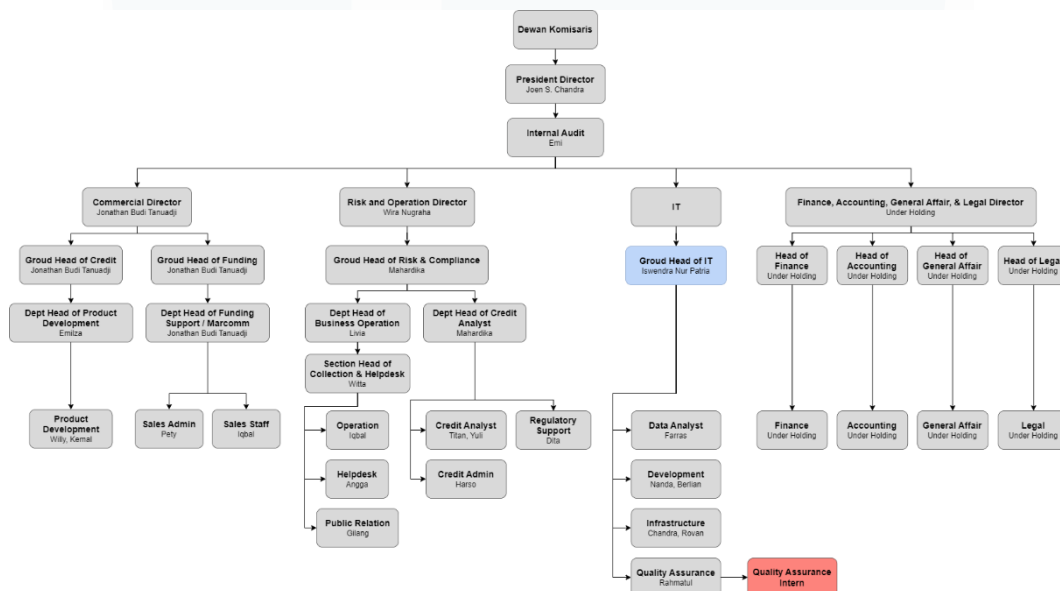 Dewan Komisaris
President Director
Joen S. Chandra
Internal Audit
Emi
Commercial Director
Jonathan Budi Tanuadji
Risk and Operation Director
Wira Nugraha
IT
Finance, Accounting, General Affair, & Legal Director
Under Holding
Groud Head of Credit
Jonathan Budi Tanuadji
Groud Head of Funding
Jonathan Budi Tanuadji
Groud Head of Risk & Compliance
Mahardika
Groud Head of IT
Iswendra Nur Patria
Head of
Finance
Under Holding
Head of
Accounting
Under Holding
Head of
General Affair
Under Holding
Head of Legal
Under Holding
Dept Head of Product
Development
Emilza
Dept Head of Funding
Support / Marcomm
Jonathan Budi Tanuadji
Dept Head of
Business Operation
Livia
Dept Head of Credit
Analyst
Mahardika
Section Head of
Collection & Helpdesk
Witta
Product
Development
Willy, Kemal
Sales Admin
Pety
Sales Staff
Iqbal
Operation
Iqbal
Credit Analyst
Titan, Yuli
Regulatory
Support
Dita
Data Analyst
Farras
Finance
Under Holding
Accounting
Under Holding
General Affair
Under Holding
Legal
Under Holding
Helpdesk
Angga
Credit Admin
Harso
Development
Nanda, Berlian
Public Relation
Gilang
Infrastructure
Chandra, Rovan
Quality Assurance
Rahmatul
Quality Assurance
Intern